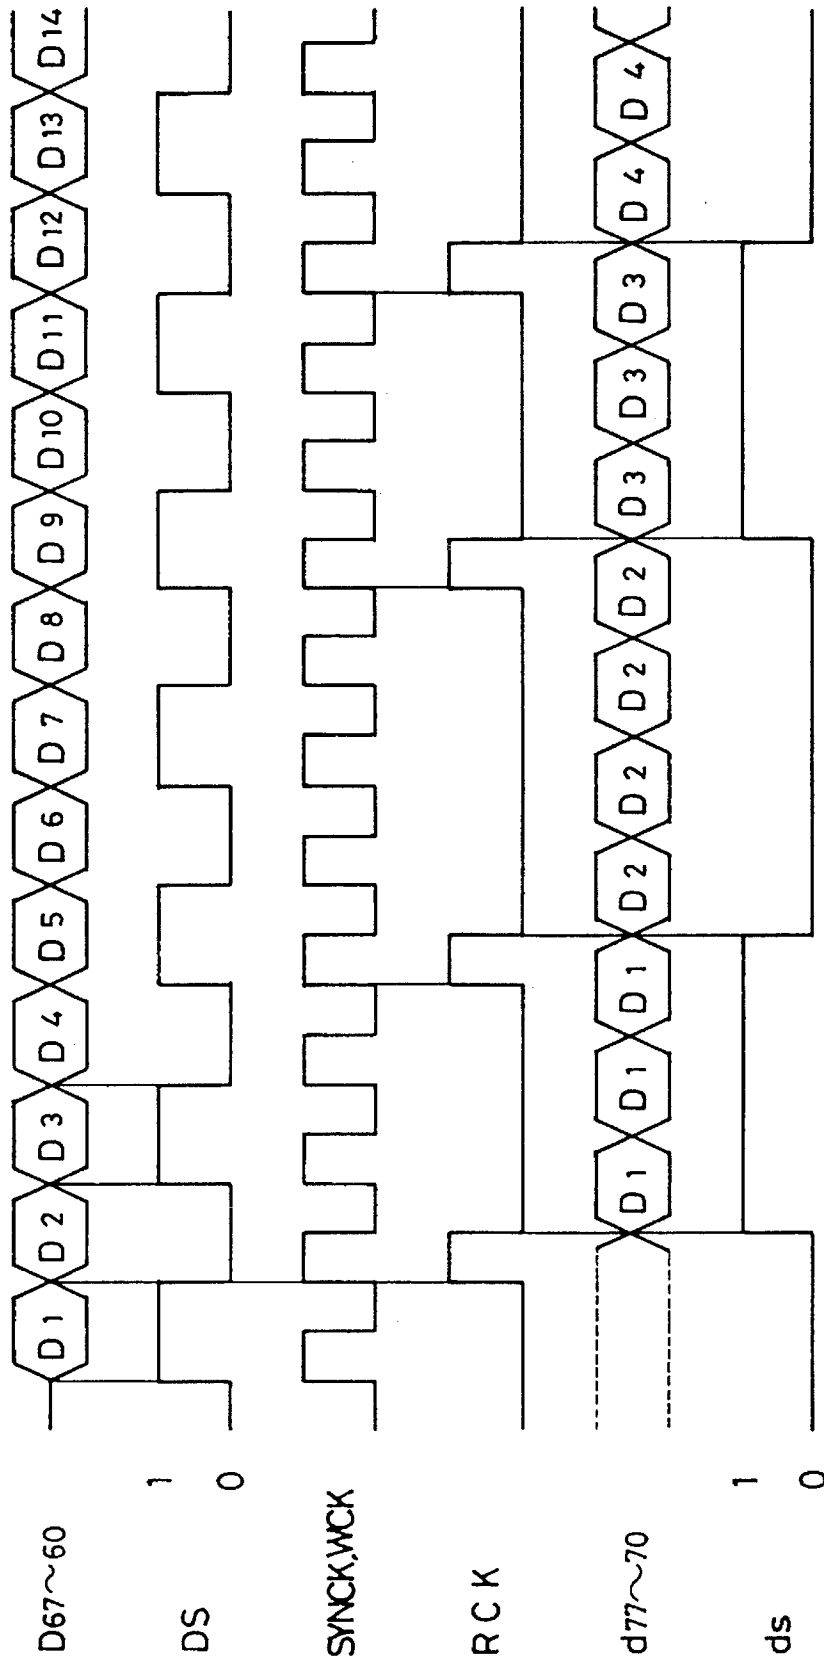 D67～60
D1 D2 D3 D4 D5 D6 D7 D8 D9 D10 D11 D12 D13 D14
DS
1
0
SYNCK,WCK
RCK
d77～70
D1 D1 D1 D2 D2 D2 D2 D3 D3 D3 D4 D4
ds
1
0